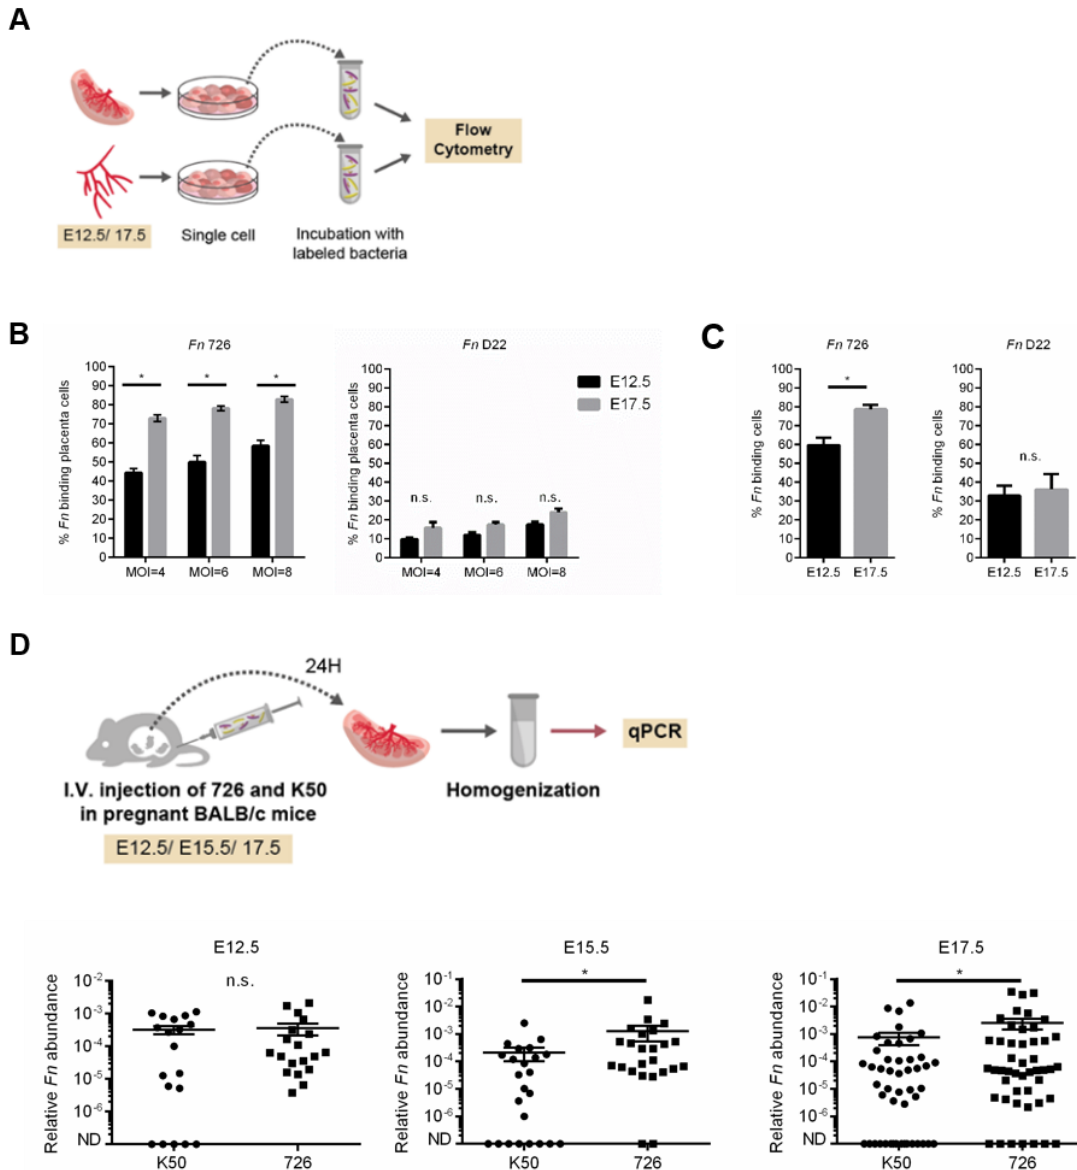 A
Flow
Cytometry
E12.5/ 17.5
Single cell
Incubation with
labeled bacteria
B
Fn 726
% Fn binding placenta cells
100
90
80
70
60
50
40
30
20
10
0
*
*
*
MOI=4
MOI=6
MOI=8
Fn D22
% Fn binding placenta cells
100
90
80
70
60
50
40
30
20
10
0
n.s.
n.s.
n.s.
MOI=4
MOI=6
MOI=8
E12.5
E17.5
C
Fn 726
% Fn binding cells
100
90
80
70
60
50
40
30
20
10
0
*
E12.5
E17.5
Fn D22
% Fn binding cells
100
90
80
70
60
50
40
30
20
10
0
n.s.
E12.5
E17.5
D
24H
qPCR
I.V. injection of 726 and K50
in pregnant BALB/c mice
Homogenization
E12.5/ E15.5/ 17.5
E12.5
Relative Fn abundance
10⁻²
10⁻³
10⁻⁴
10⁻⁵
10⁻⁶
ND
n.s.
K50
726
E15.5
Relative Fn abundance
10⁻¹
10⁻²
10⁻³
10⁻⁴
10⁻⁵
10⁻⁶
ND
*
K50
726
E17.5
Relative Fn abundance
10⁻¹
10⁻²
10⁻³
10⁻⁴
10⁻⁵
10⁻⁶
ND
*
K50
726